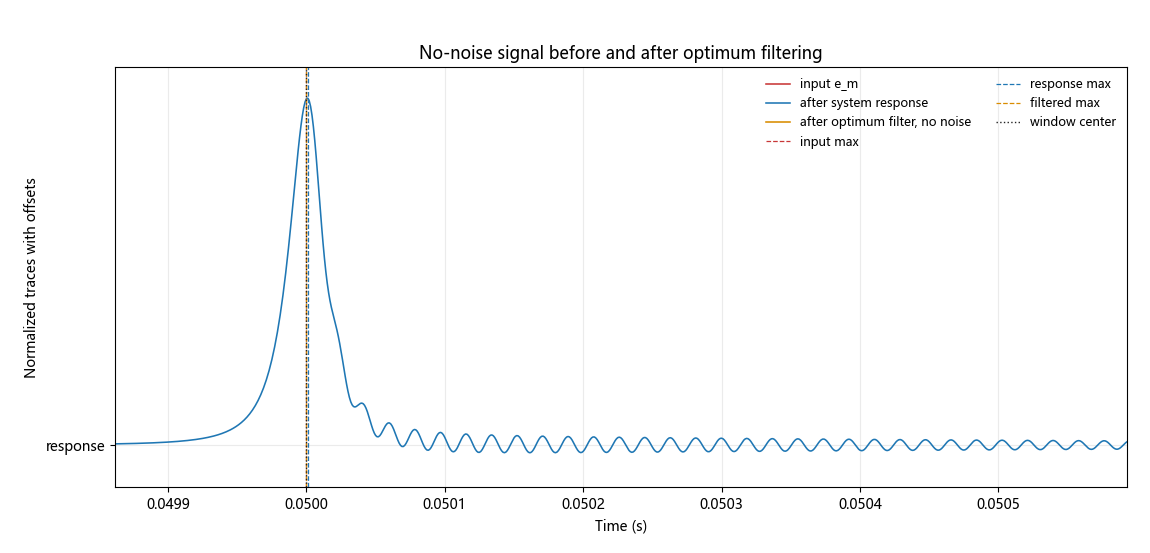 No-noise signal before and after optimum filtering
input e_m
after system response
after optimum filter, no noise
input max
response max
filtered max
window center
Normalized traces with offsets
response
0.0499 0.0500 0.0501 0.0502 0.0503 0.0504 0.0505
Time (s)